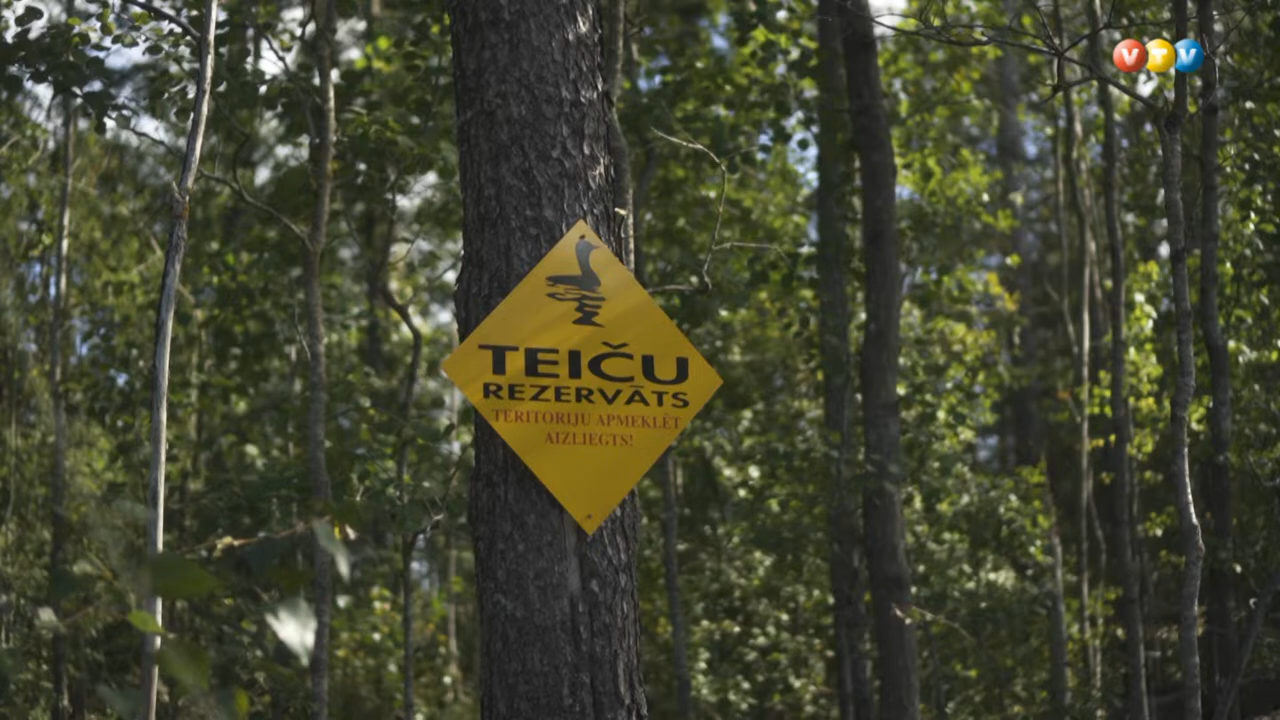 VTV
TEIČU
REZERVĀTS
TERITORIJU APMEKLĒT
AIZLIEGTS!